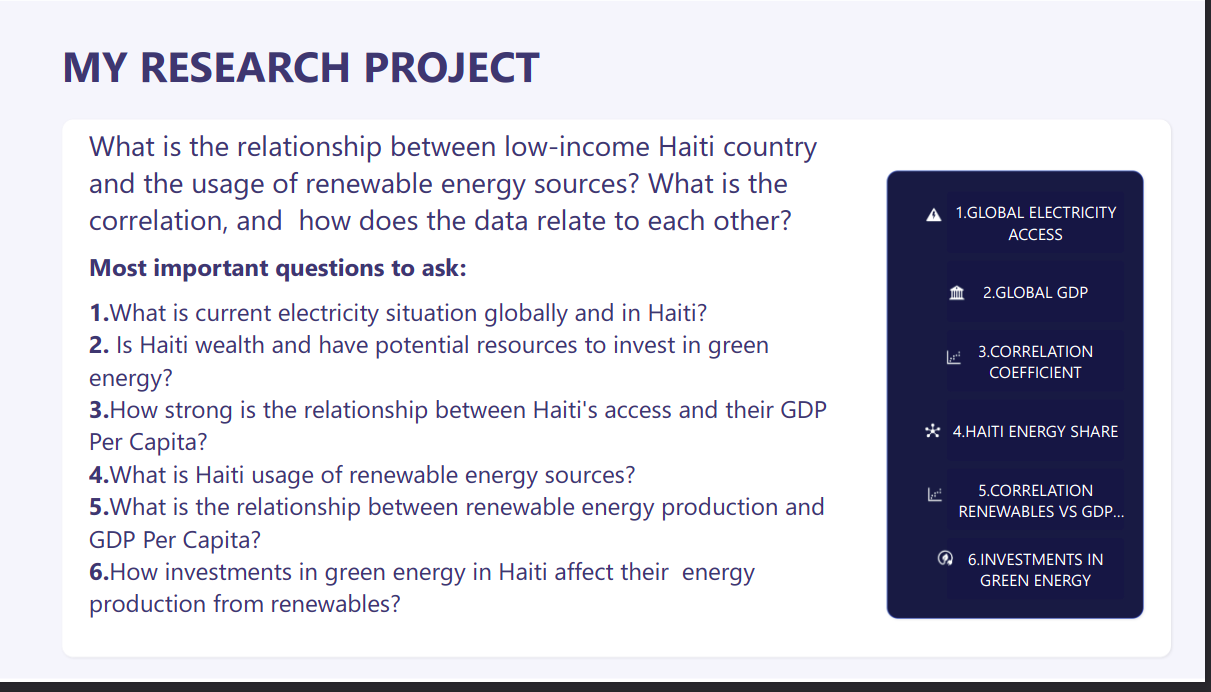 MY RESEARCH PROJECT
What is the relationship between low-income Haiti country
and the usage of renewable energy sources? What is the
correlation, and  how does the data relate to each other?
Most important questions to ask:
1.What is current electricity situation globally and in Haiti?
2. Is Haiti wealth and have potential resources to invest in green
energy?
3.How strong is the relationship between Haiti's access and their GDP
Per Capita?
4.What is Haiti usage of renewable energy sources?
5.What is the relationship between renewable energy production and
GDP Per Capita?
6.How investments in green energy in Haiti affect their  energy
production from renewables?
1.GLOBAL ELECTRICITY
ACCESS
2.GLOBAL GDP
3.CORRELATION
COEFFICIENT
4.HAITI ENERGY SHARE
5.CORRELATION
RENEWABLES VS GDP...
6.INVESTMENTS IN
GREEN ENERGY